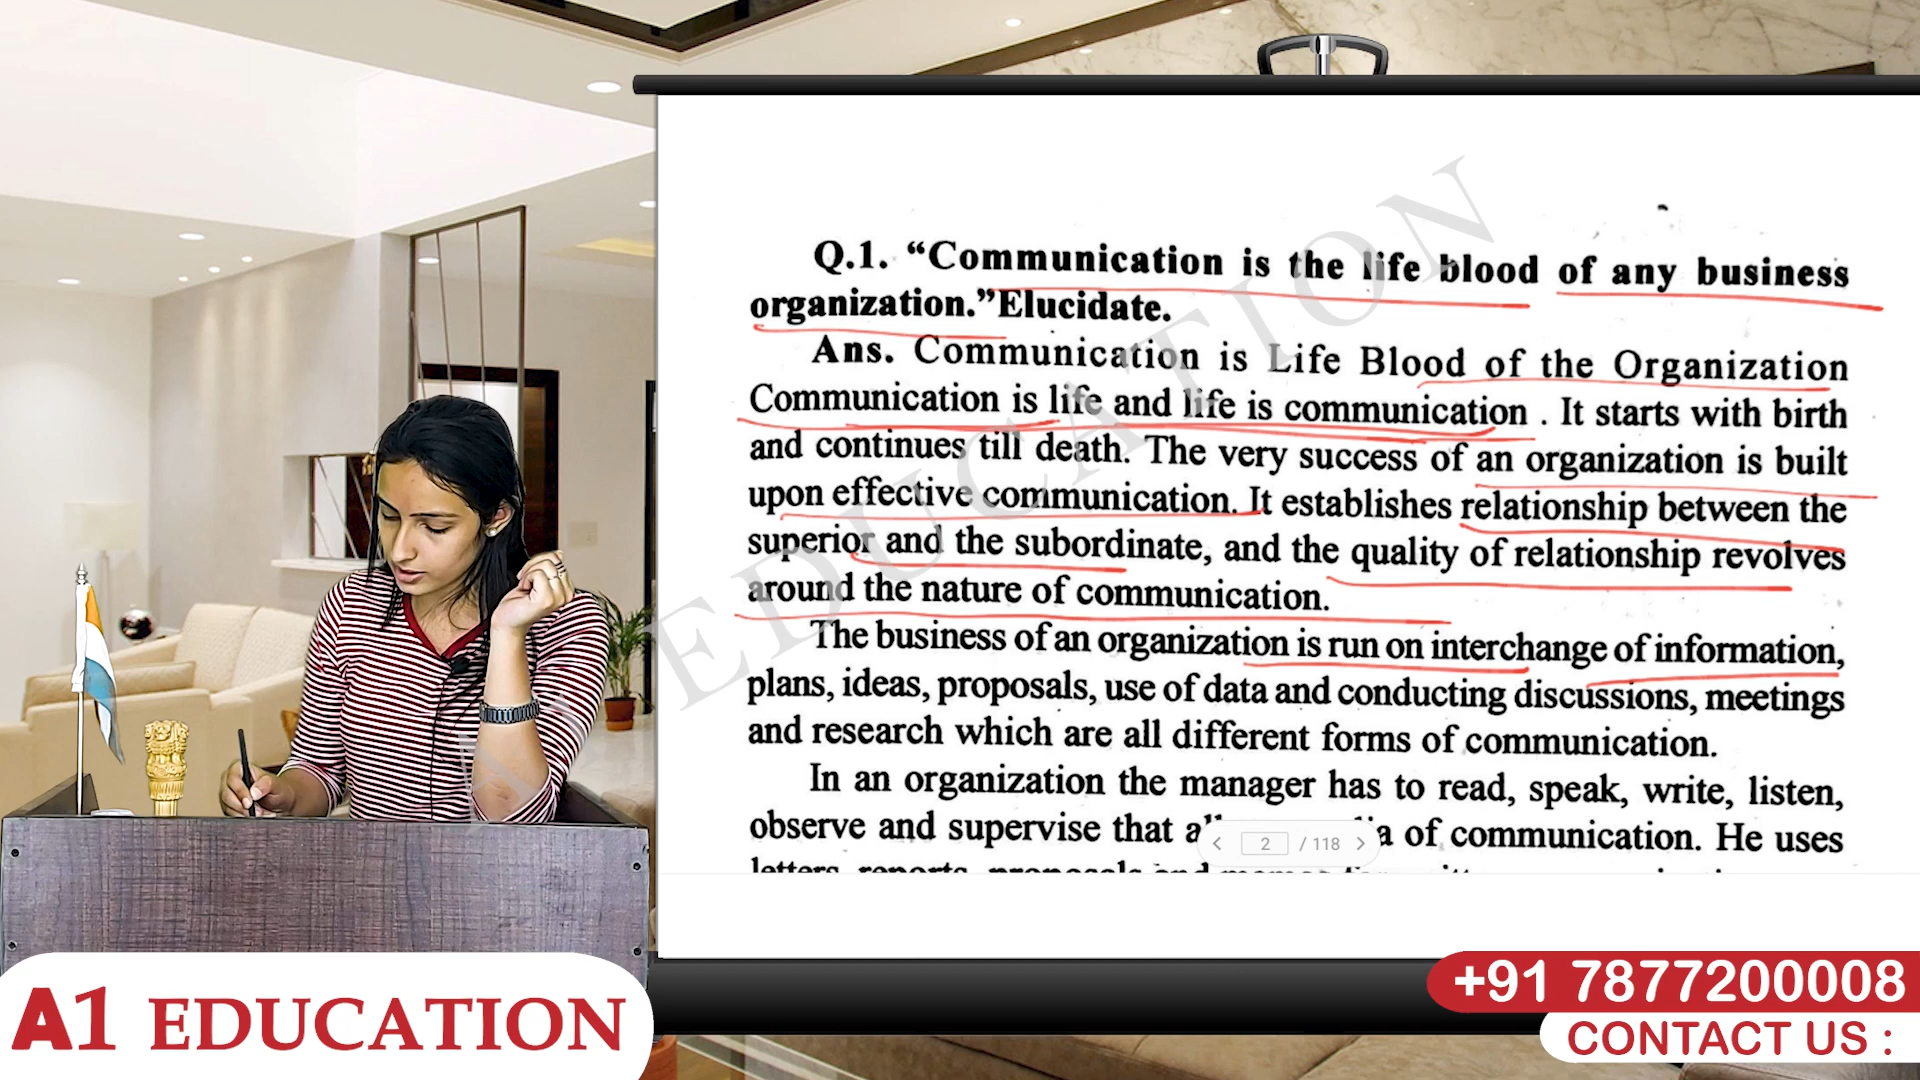 Q.1. “Communication is the life blood of any business
organization.”Elucidate.
Ans. Communication is Life Blood of the Organization
Communication is life and life is communication . It starts with birth
and continues till death. The very success of an organization is built
upon effective communication. It establishes relationship between the
superior and the subordinate, and the quality of relationship revolves
around the nature of communication.
The business of an organization is run on interchange of information,
plans, ideas, proposals, use of data and conducting discussions, meetings
and research which are all different forms of communication.
In an organization the manager has to read, speak, write, listen,
observe and supervise that of communication. He uses
letters, reports, proposals and
2 / 118
A1 EDUCATION
A1 EDUCATION
+91 7877200008
CONTACT US :